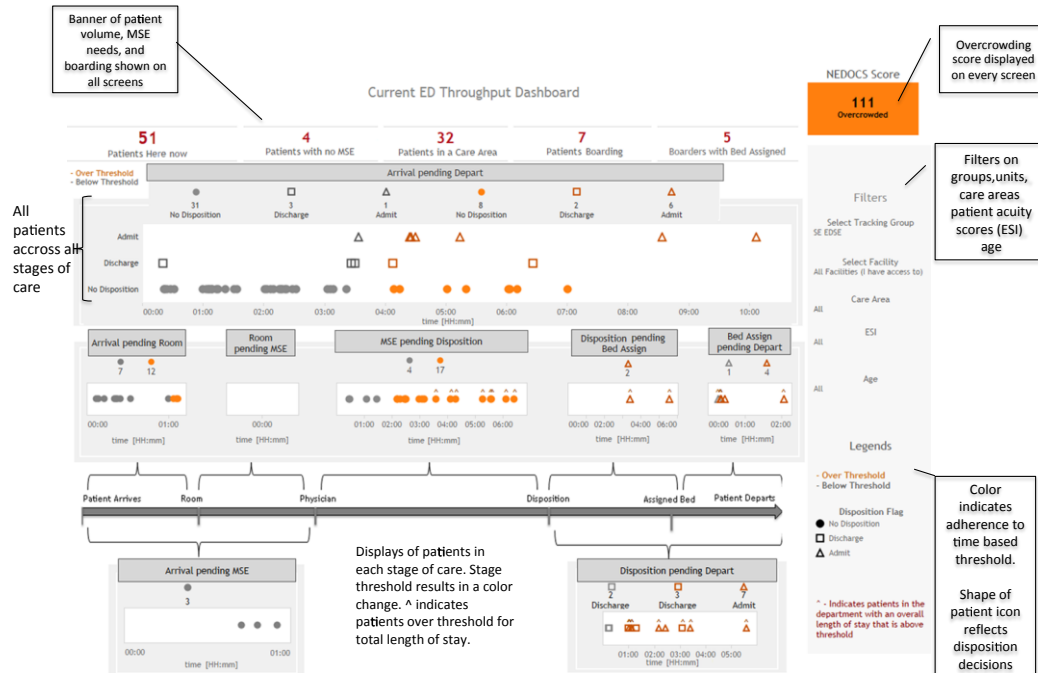 Banner of patient
volume, MSE
needs, and
boarding shown on
all screens
Overcrowding
score displayed
on every screen
NEDOCS Score
111
Overcrowded
Current ED Throughput Dashboard
51
Patients Here now
4
Patients with no MSE
32
Patients in a Care Area
7
Patients Boarding
5
Boarders with Bed Assigned
- Over Threshold
- Below Threshold
Arrival pending Depart
31
No Disposition
3
Discharge
1
Admit
8
No Disposition
2
Discharge
6
Admit
All
patients
accross all
stages of
care
Admit
Discharge
No Disposition
00:00 01:00 02:00 03:00 04:00 05:00 06:00 07:00 08:00 09:00 10:00
time [HH:mm]
Filters on
groups,units,
care areas
patient acuity
scores (ESI)
age
Filters
Select Tracking Group
SE EDSE
Select Facility
All Facilities (I have access to)
Care Area
All
ESI
All
Age
All
Arrival pending Room
7 12
00:00 01:00
time [HH:mm]
Room
pending MSE
00:00
time [HH:mm]
MSE pending Disposition
4 17
^ ^ ^ ^ ^ ^ ^ ^
01:00 02:00 03:00 04:00 05:00 06:00
time [HH:mm]
Disposition pending
Bed Assign
^
2
^ ^
00:00 02:00 04:00 06:00
time [HH:mm]
Bed Assign
pending Depart
^ ^
1 4
^ ^ ^
00:00 01:00 02:00
time [HH:mm]
Patient Arrives Room Physician Disposition Assigned Bed Patient Departs
Arrival pending MSE
3
00:00 01:00
time [HH:mm]
Displays of patients in
each stage of care. Stage
threshold results in a color
change. ^ indicates
patients over threshold for
total length of stay.
Disposition pending Depart
^ ^ ^
2
Discharge
3
Discharge
7
Admit
^ ^ ^ ^ ^ ^ ^
01:00 02:00 03:00 04:00 05:00
time [HH:mm]
Legends
- Over Threshold
- Below Threshold
Disposition Flag
No Disposition
Discharge
Admit
^ - Indicates patients in the
department with an overall
length of stay that is above
threshold
Color
indicates
adherence to
time based
threshold.
Shape of
patient icon
reflects
disposition
decisions